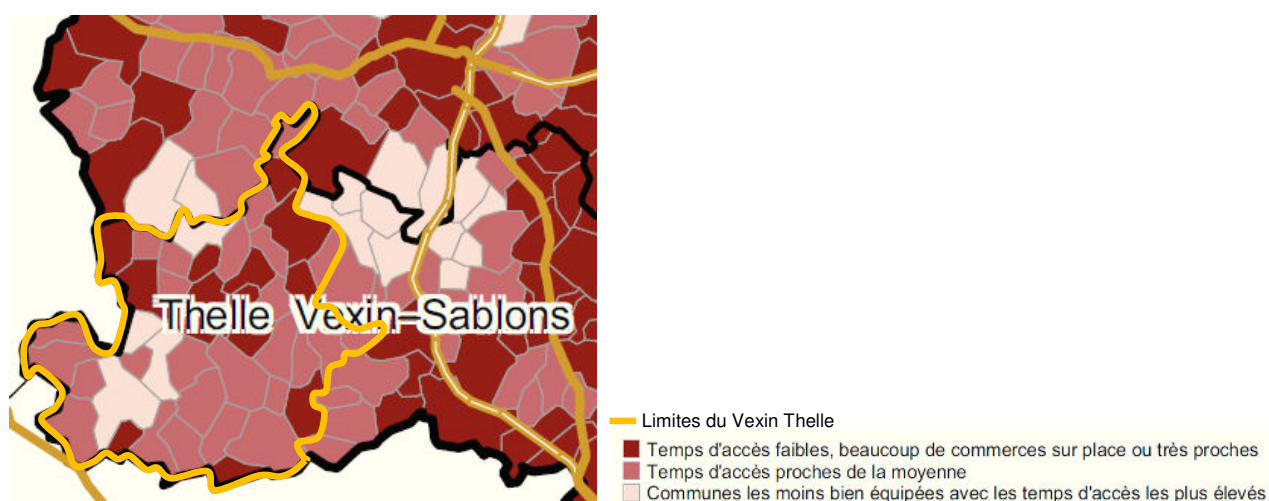 Thelle Vexin–Sablons
Limites du Vexin Thelle
Temps d'accès faibles, beaucoup de commerces sur place ou très proches
Temps d'accès proches de la moyenne
Communes les moins bien équipées avec les temps d'accès les plus élevés